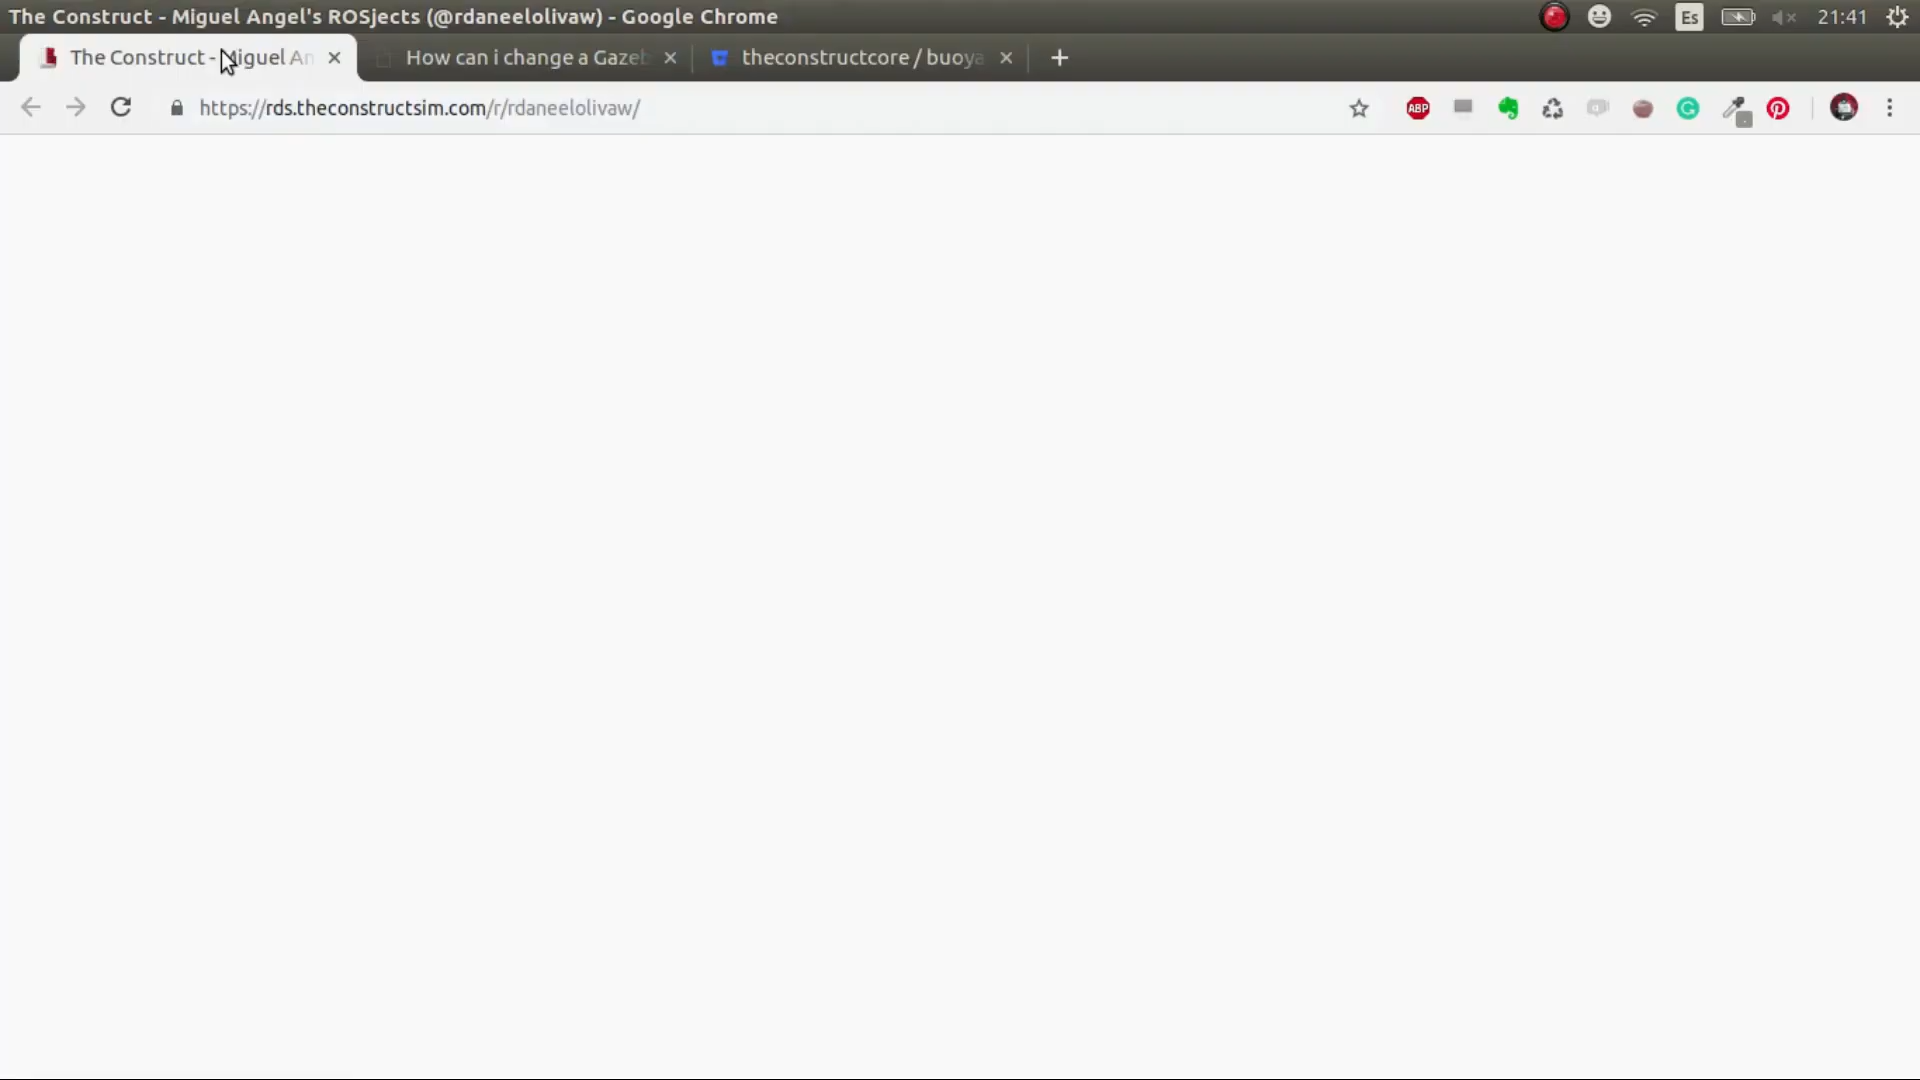 The Construct - Miguel Angel's ROSjects (@rdaneelolivaw) - Google Chrome
Es
21:41
The Construct - Miguel An
How can i change a Gazeb
theconstructcore / buoya
https://rds.theconstructsim.com/r/rdaneelolivaw/
ABP